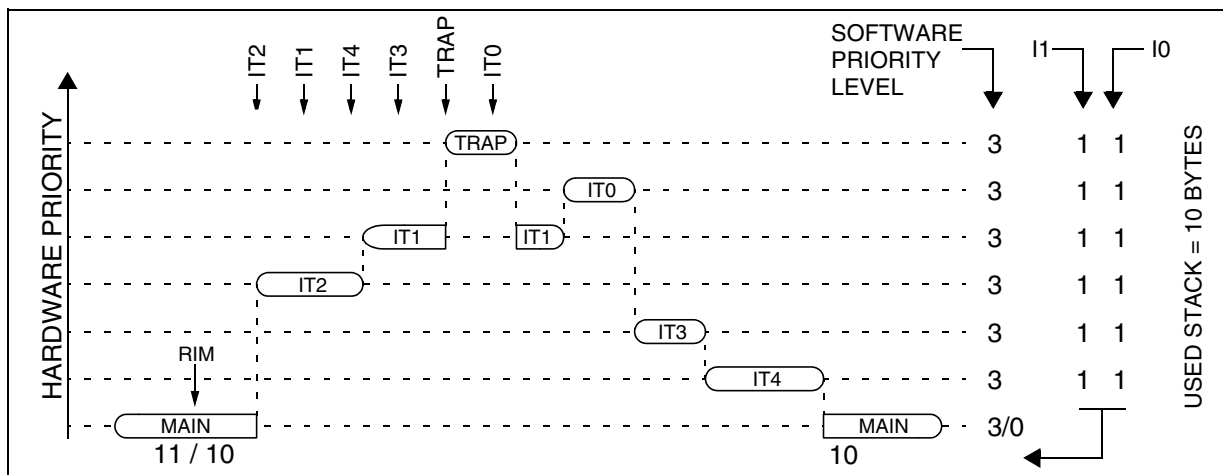 IT2
IT1
IT4
IT3
TRAP
IT0
SOFTWARE
PRIORITY
LEVEL
I1
I0
HARDWARE PRIORITY
TRAP
3
1 1
IT0
3
1 1
IT1
IT1
3
1 1
IT2
3
1 1
IT3
3
1 1
RIM
IT4
3
1 1
MAIN
MAIN
3/0
11 / 10
10
USED STACK = 10 BYTES